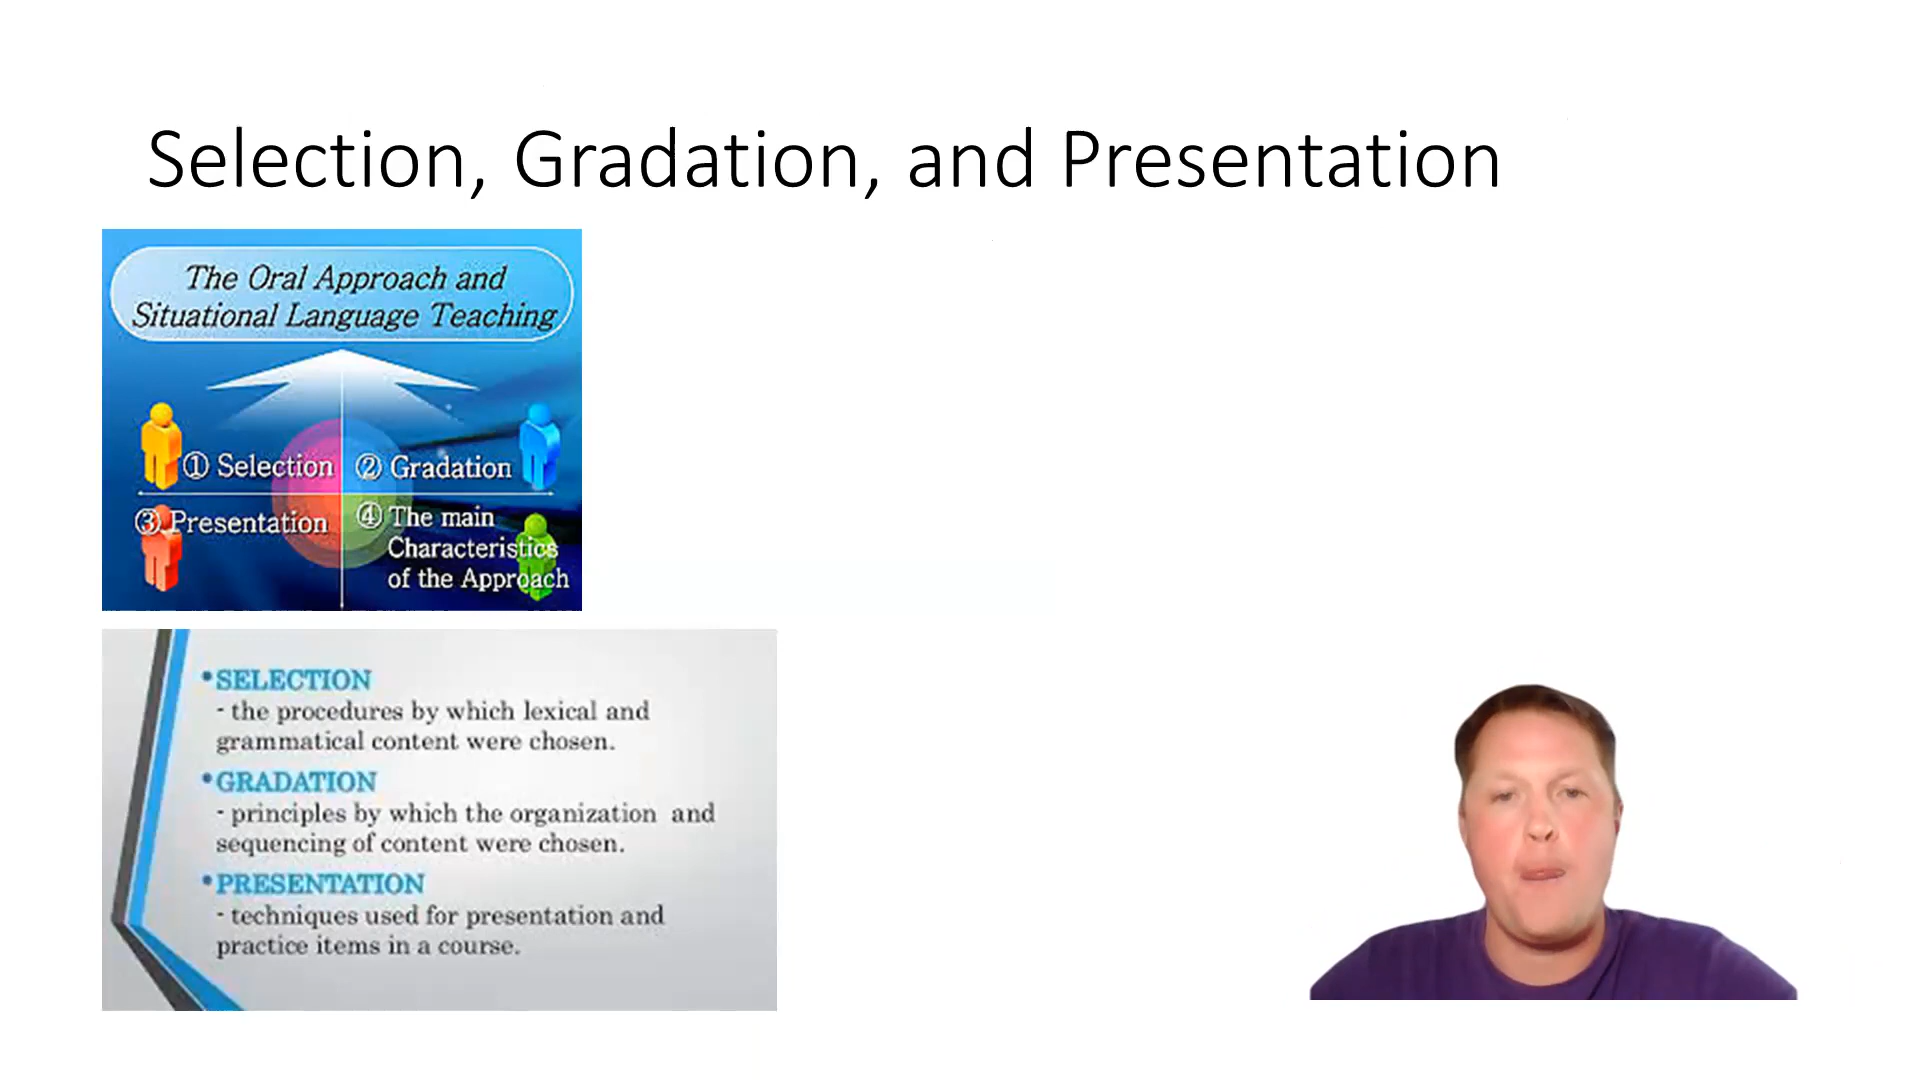 Selection, Gradation, and Presentation
The Oral Approach and
Situational Language Teaching
① Selection
② Gradation
③ Presentation
④ The main
Characteristics
of the Approach
•SELECTION
- the procedures by which lexical and
grammatical content were chosen.
•GRADATION
- principles by which the organization and
sequencing of content were chosen.
•PRESENTATION
- techniques used for presentation and
practice items in a course.